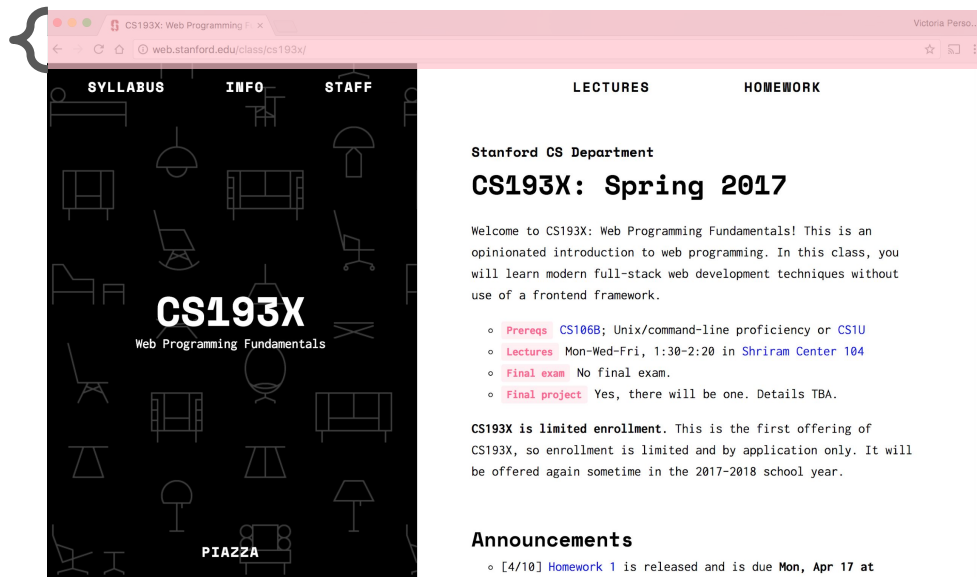 CS193X: Web Programming F
Victoria Perso...
web.stanford.edu/class/cs193x/
SYLLABUS INFO STAFF
LECTURES HOMEWORK
CS193X
Web Programming Fundamentals
PIAZZA
Stanford CS Department
CS193X: Spring 2017
Welcome to CS193X: Web Programming Fundamentals! This is an
opinionated introduction to web programming. In this class, you
will learn modern full-stack web development techniques without
use of a frontend framework.
Prereqs CS106B; Unix/command-line proficiency or CS1U
Lectures Mon-Wed-Fri, 1:30-2:20 in Shriram Center 104
Final exam No final exam.
Final project Yes, there will be one. Details TBA.
CS193X is limited enrollment. This is the first offering of
CS193X, so enrollment is limited and by application only. It will
be offered again sometime in the 2017-2018 school year.
Announcements
[4/10] Homework 1 is released and is due Mon, Apr 17 at